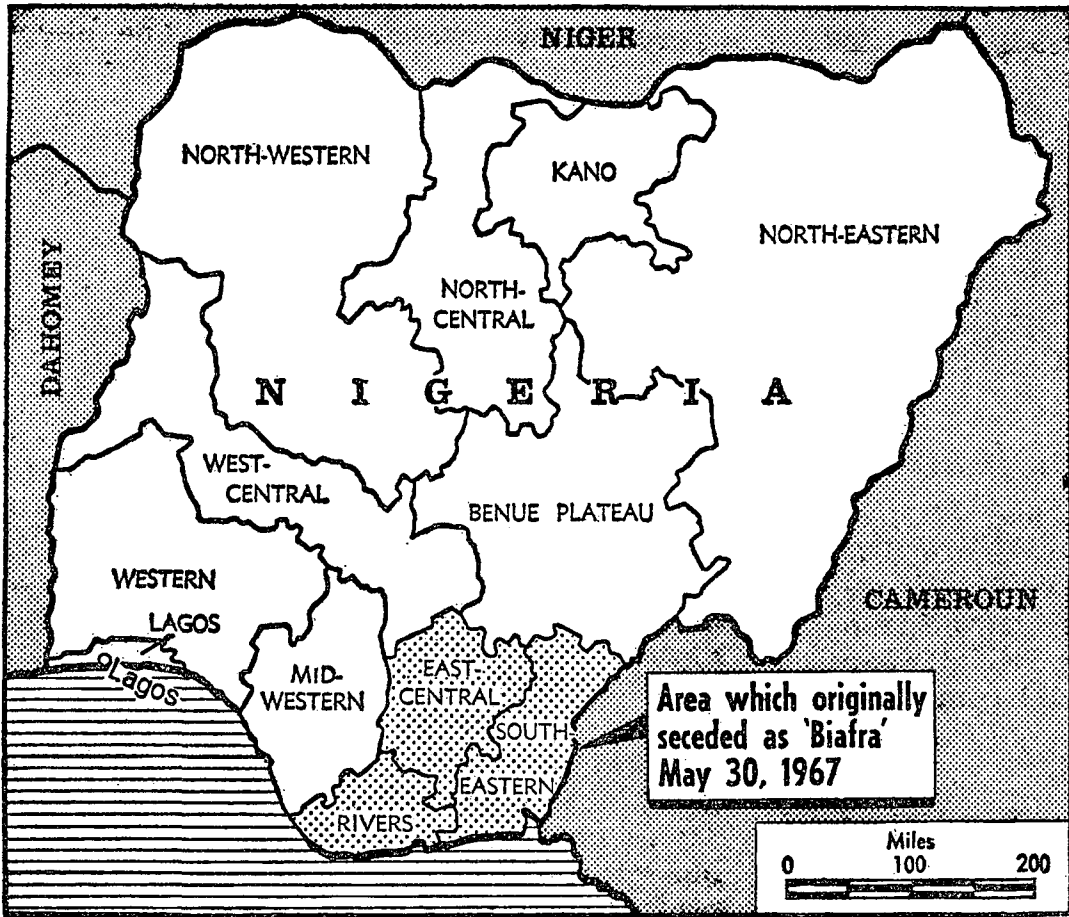 NIGER
NORTH-WESTERN
KANO
NORTH-EASTERN
DAHOMEY
NORTH-
CENTRAL
NIGERIA
WEST-
CENTRAL
BENUE PLATEAU
WESTERN
LAGOS
Lagos
CAMEROUN
MID-
WESTERN
EAST-
CENTRAL
SOUTH-
EASTERN
RIVERS
Area which originally
seceded as 'Biafra'
May 30, 1967
Miles
0 100 200